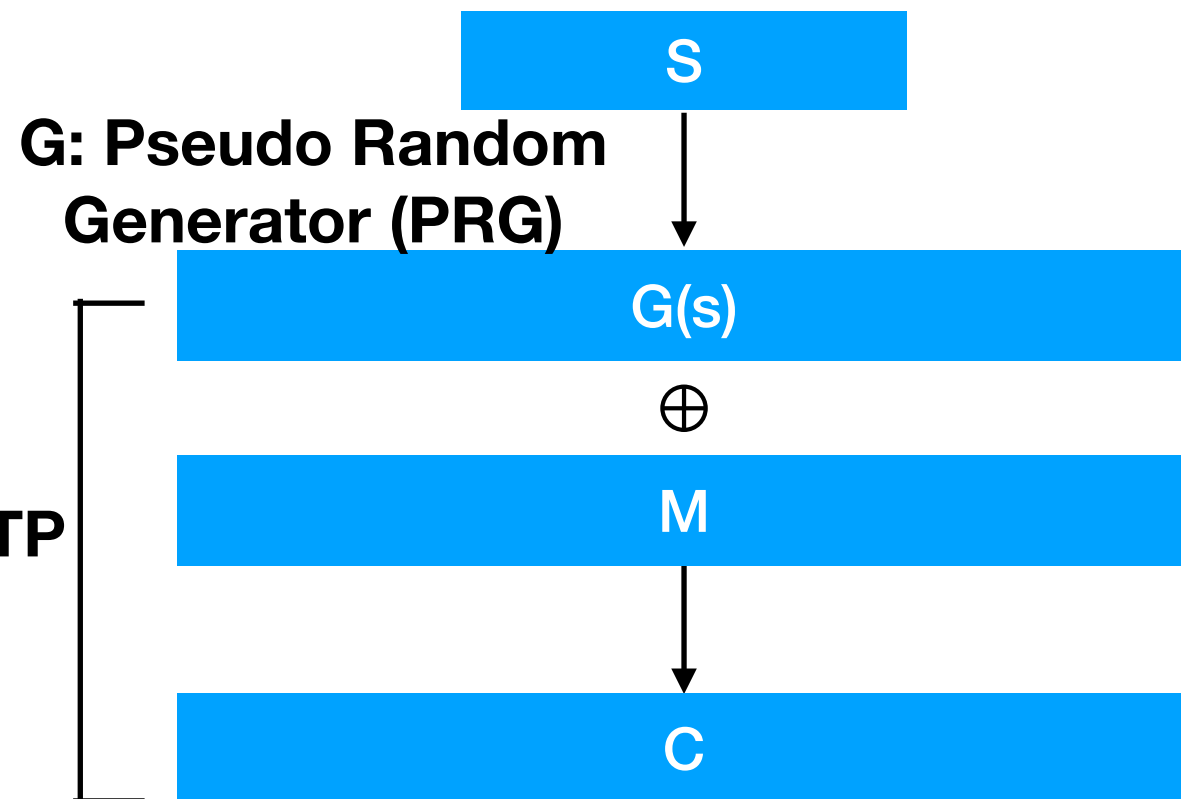 S
G: Pseudo Random
Generator (PRG)
G(s)
⊕
M
TP
C